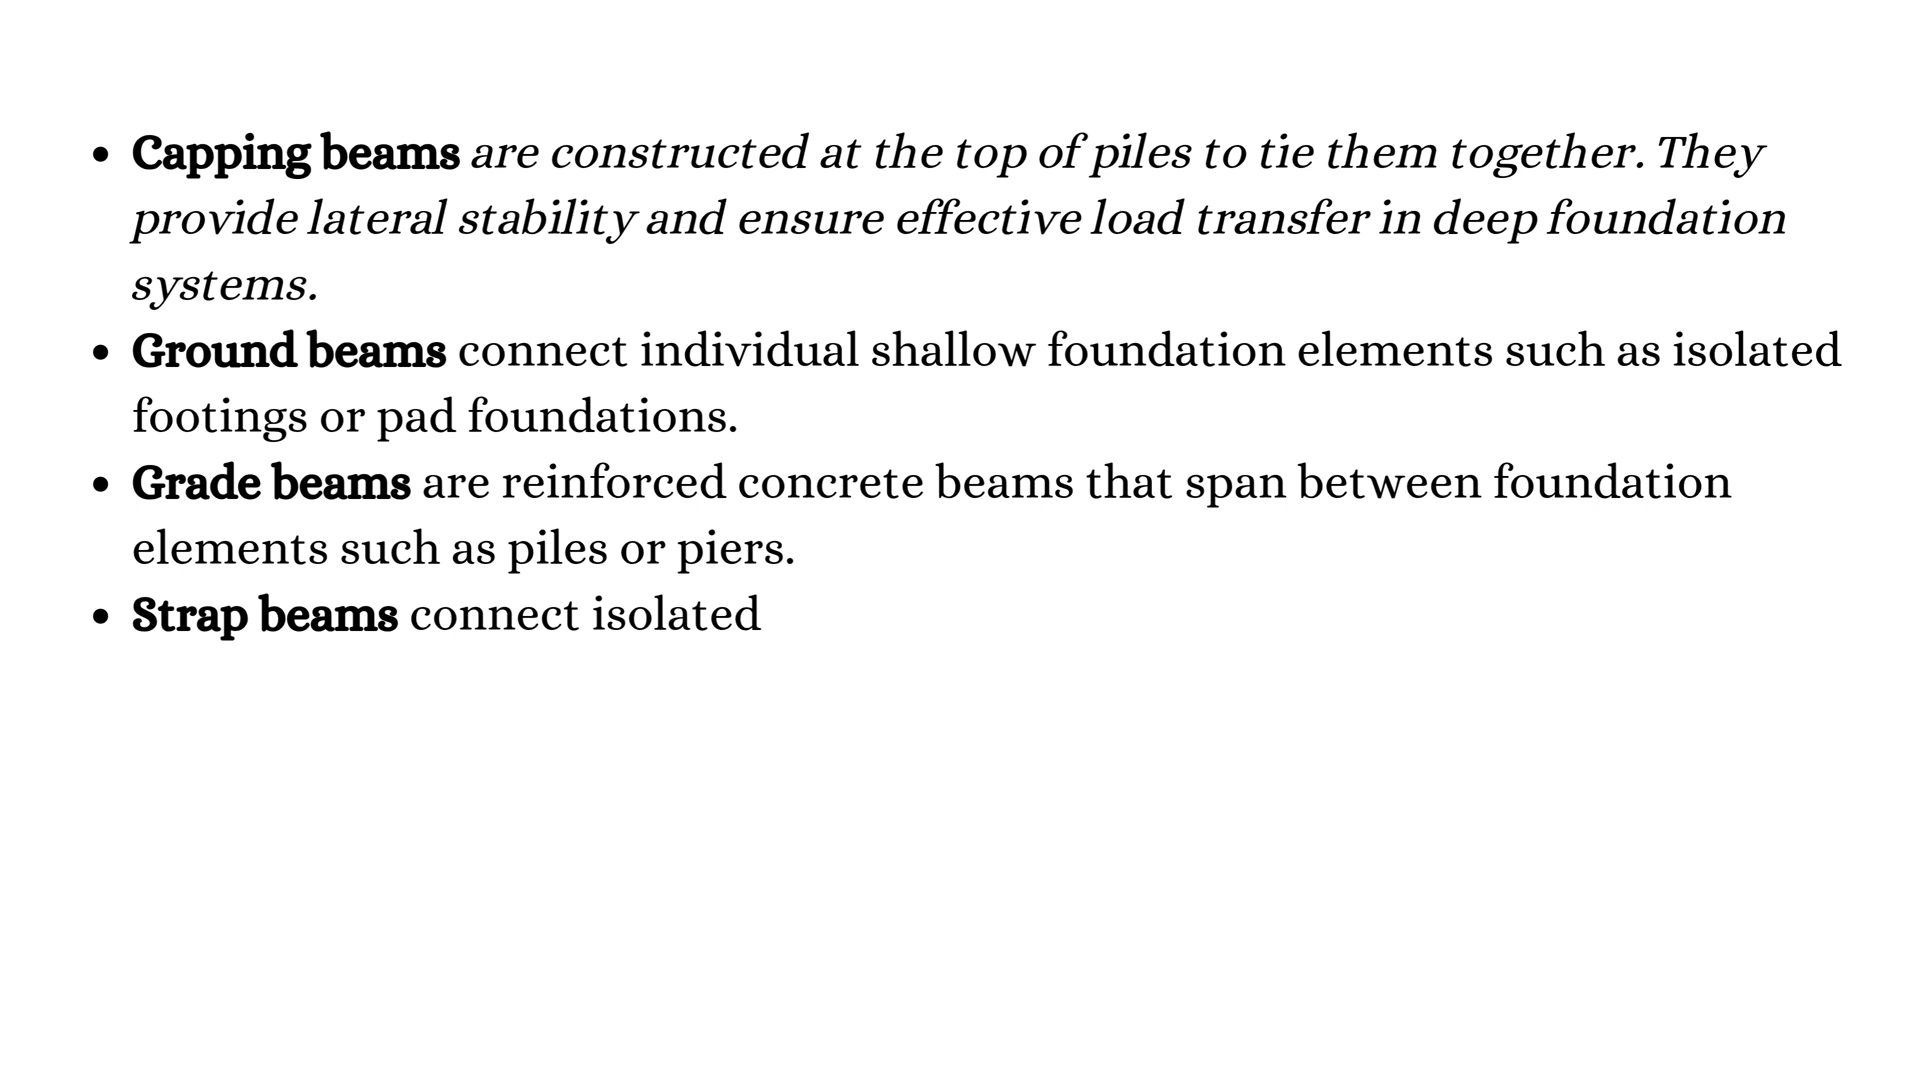 • Capping beams are constructed at the top of piles to tie them together. They
provide lateral stability and ensure effective load transfer in deep foundation
systems.
• Ground beams connect individual shallow foundation elements such as isolated
footings or pad foundations.
• Grade beams are reinforced concrete beams that span between foundation
elements such as piles or piers.
• Strap beams connect isolated